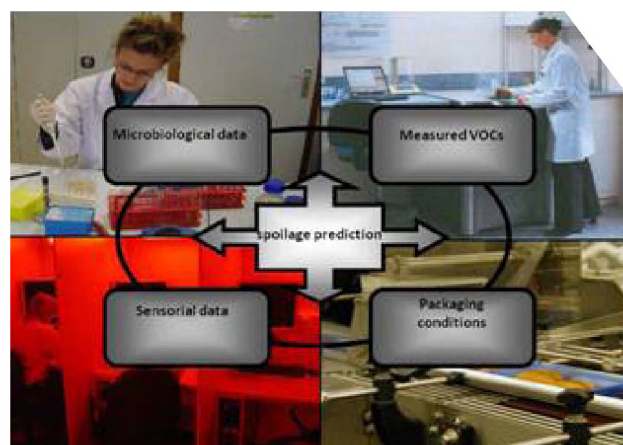 Microbiological data
Measured VOCs
spoilage prediction
Sensorial data
Packaging
conditions